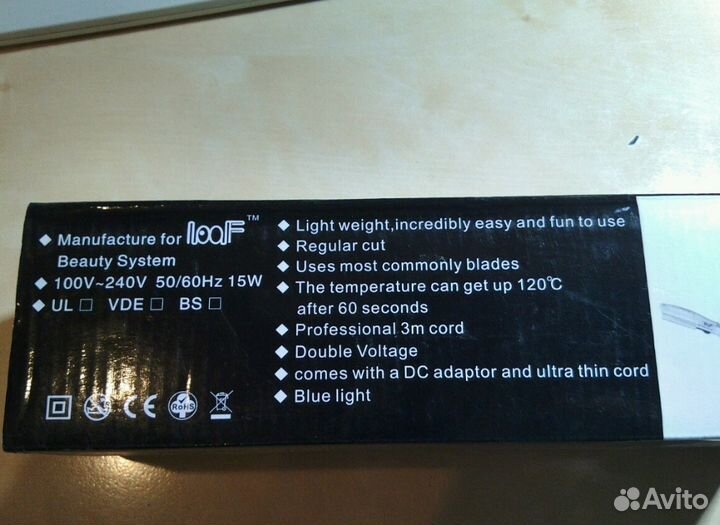 ◆ Manufacture for looF™
Beauty System
◆ 100V~240V 50/60Hz 15W
◆ UL □ VDE □ BS □
CE RoHS
◆ Light weight,incredibly easy and fun to use
◆ Regular cut
◆ Uses most commonly blades
◆ The temperature can get up 120℃
after 60 seconds
◆ Professional 3m cord
◆ Double Voltage
◆ comes with a DC adaptor and ultra thin cord
◆ Blue light
Avito